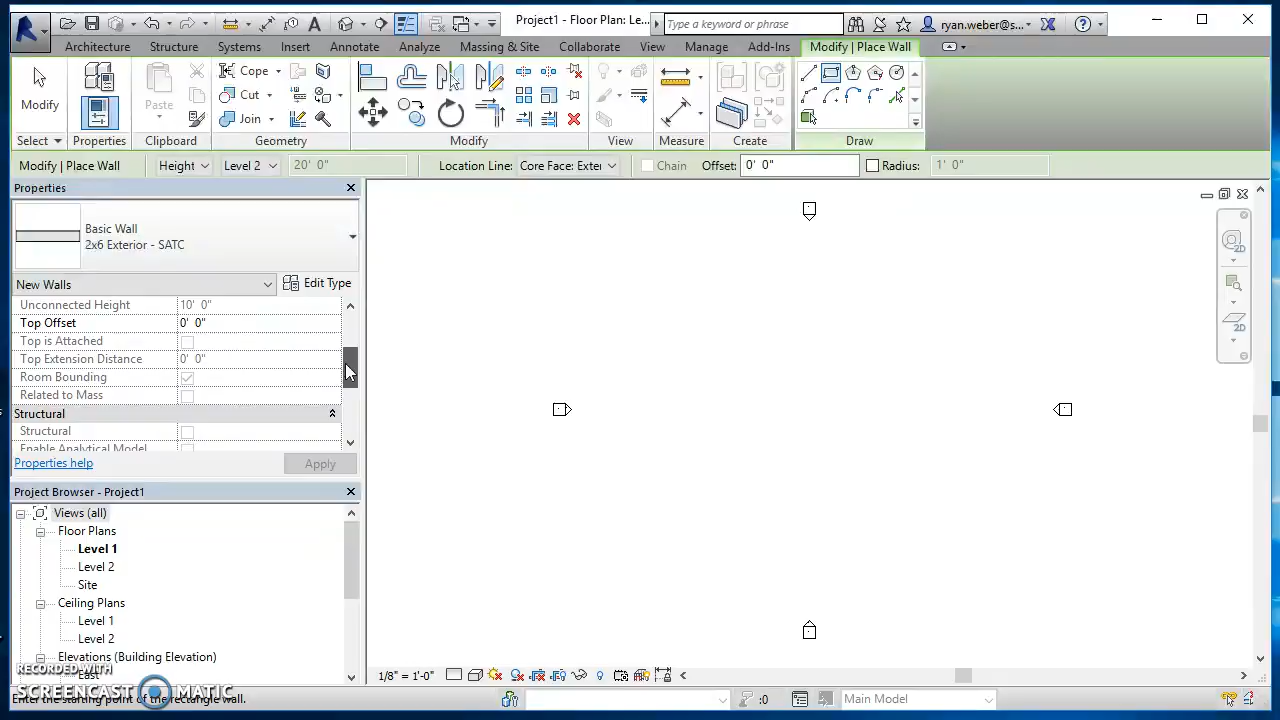 Project1 - Floor Plan: Le...
Type a keyword or phrase
ryan.weber@s...
Architecture
Structure
Systems
Insert
Annotate
Analyze
Massing & Site
Collaborate
View
Manage
Add-Ins
Modify | Place Wall
Modify
Paste
Cope
Cut
Join
Select
Properties
Clipboard
Geometry
Modify
View
Measure
Create
Draw
Modify | Place Wall
Height
Level 2
20' 0"
Location Line:
Core Face: Exter
Chain
Offset:
0' 0"
Radius:
1' 0"
Properties
Basic Wall
2x6 Exterior - SATC
New Walls
Edit Type
Unconnected Height 10' 0"
Top Offset 0' 0"
Top is Attached
Top Extension Distance 0' 0"
Room Bounding
Related to Mass
Structural
Structural
Enable Analytical Model
Properties help
Apply
Project Browser - Project1
Views (all)
Floor Plans
Level 1
Level 2
Site
Ceiling Plans
Level 1
Level 2
Elevations (Building Elevation)
East
RECORDED WITH
SCREENCAST MATIC
Enter the starting point of the rectangle wall.
2D
2D
1/8" = 1'-0"
:0
Main Model